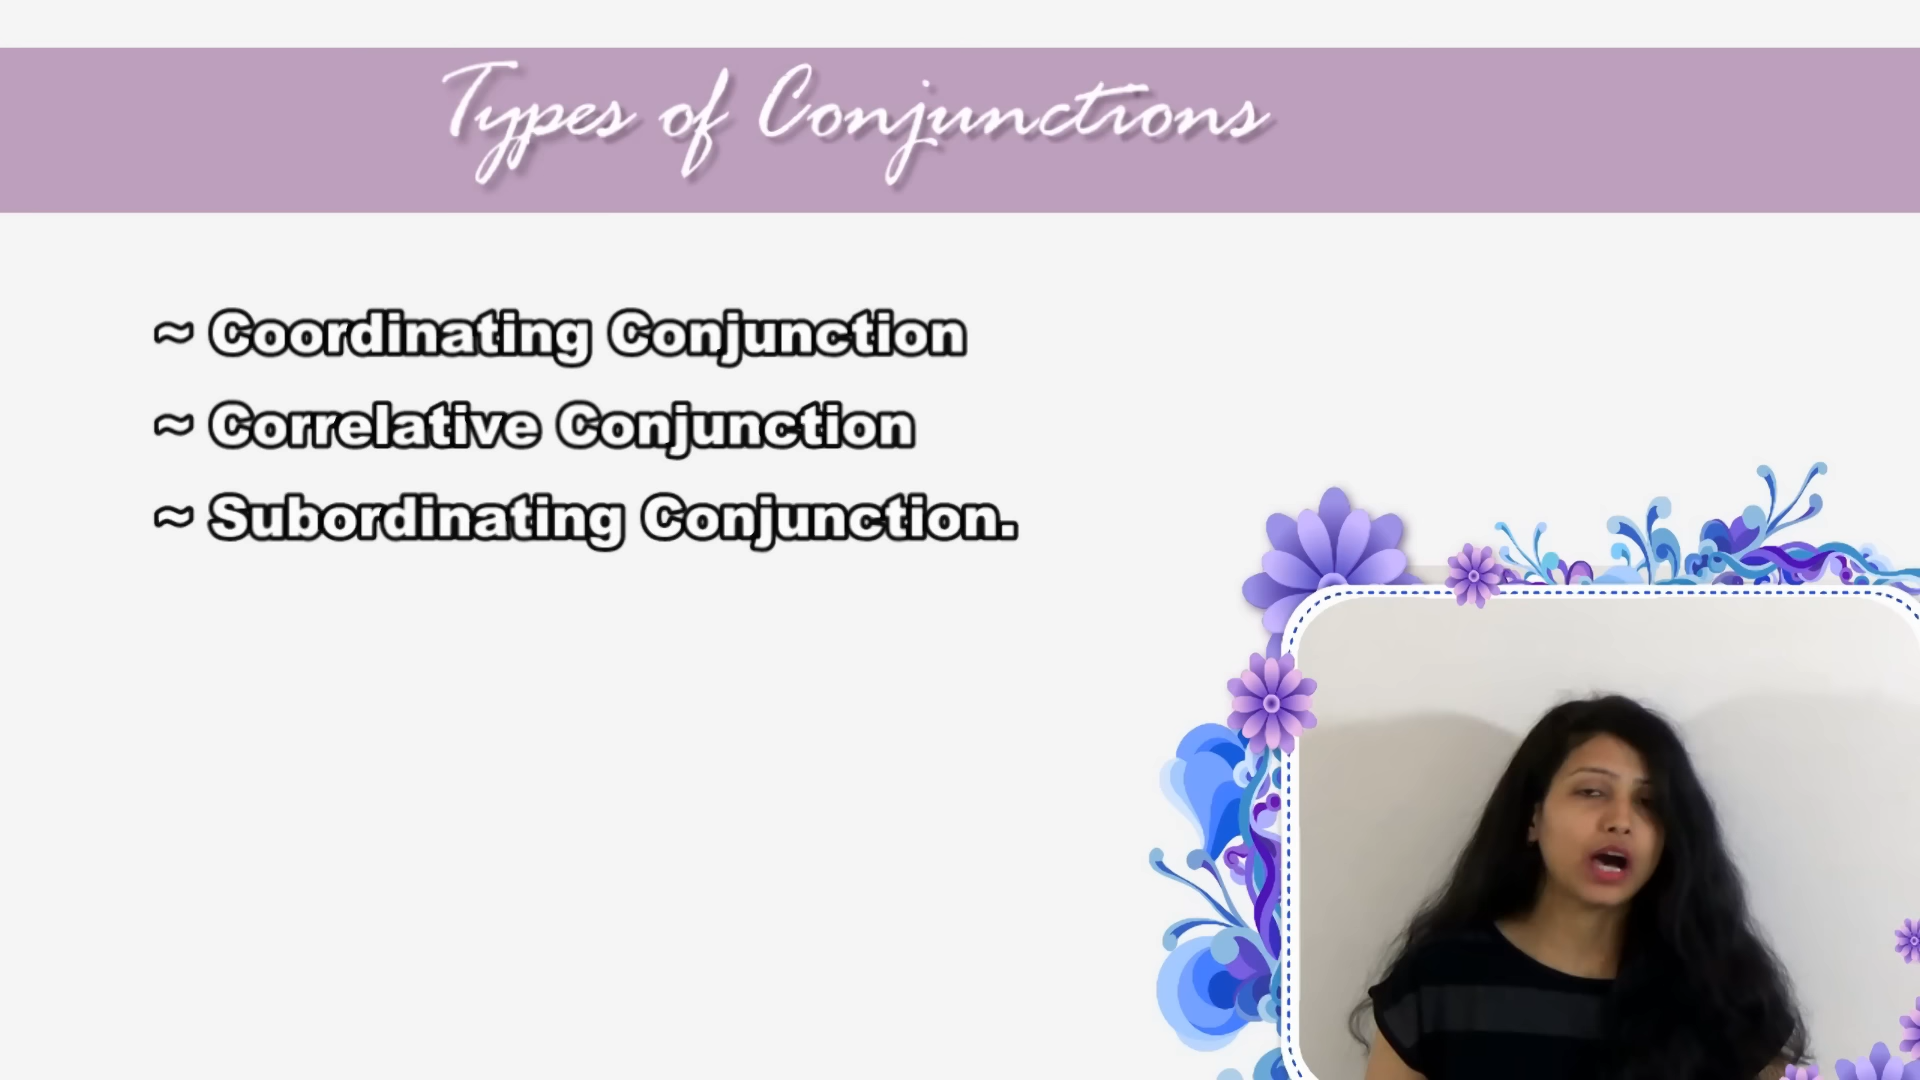 Types of Conjunctions
~ Coordinating Conjunction
~ Correlative Conjunction
~ Subordinating Conjunction.